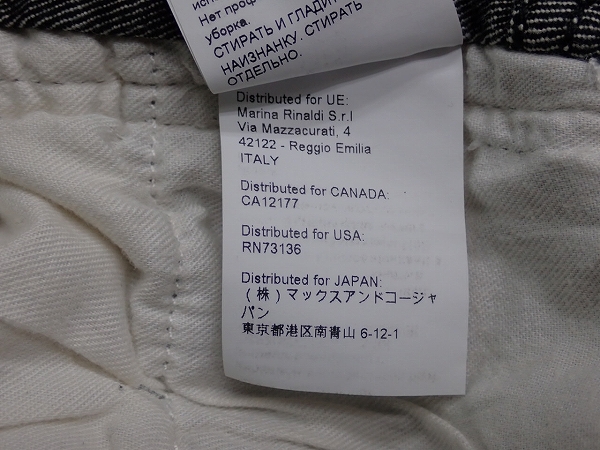 Нет проф
уборка.
СТИРАТЬ И ГЛАДИТ
НАИЗНАНКУ. СТИРАТЬ
ОТДЕЛЬНО.
Distributed for UE:
Marina Rinaldi S.r.l
Via Mazzacurati, 4
42122 - Reggio Emilia
ITALY
Distributed for CANADA:
CA12177
Distributed for USA:
RN73136
Distributed for JAPAN:
(株)マックスアンドコージャ
パン
東京都港区南青山 6-12-1